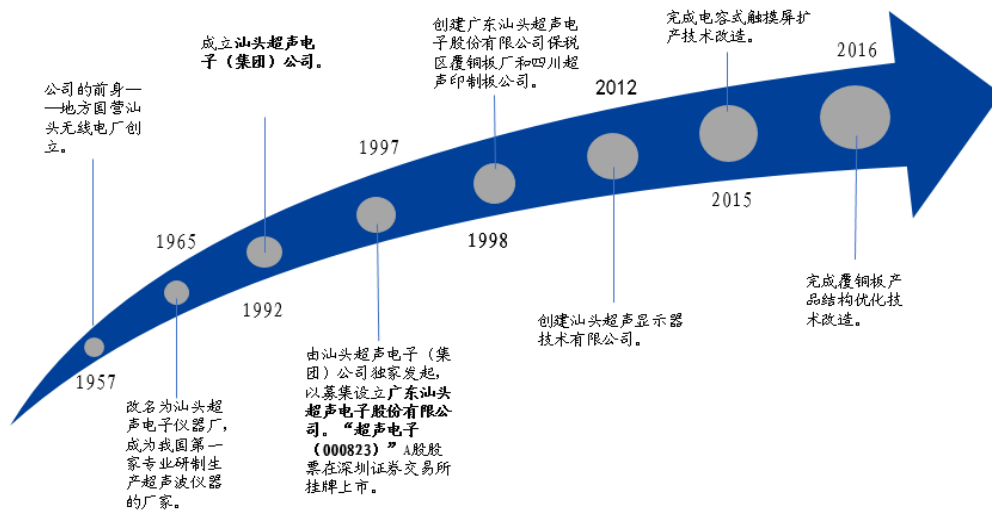 公司的前身—
—地方国营汕
头无线电厂创
立。
1957
1965
改名为汕头超
声电子仪器厂,
成为我国第一
家专业研制生
产超声波仪器
的厂家。
成立汕头超声电
子（集团）公司。
1992
1997
由汕头超声电子（集
团）公司独家发起,
以募集设立广东汕头
超声电子股份有限公
司。“超声电子
（000823）”A股股
票在深圳证券交易所
挂牌上市。
创建广东汕头超声电
子股份有限公司保税
区覆铜板厂和四川超
声印制板公司。
1998
2012
创建汕头超声显示器
技术有限公司。
完成电容式触摸屏扩
产技术改造。
2015
2016
完成覆铜板产
品结构优化技
术改造。